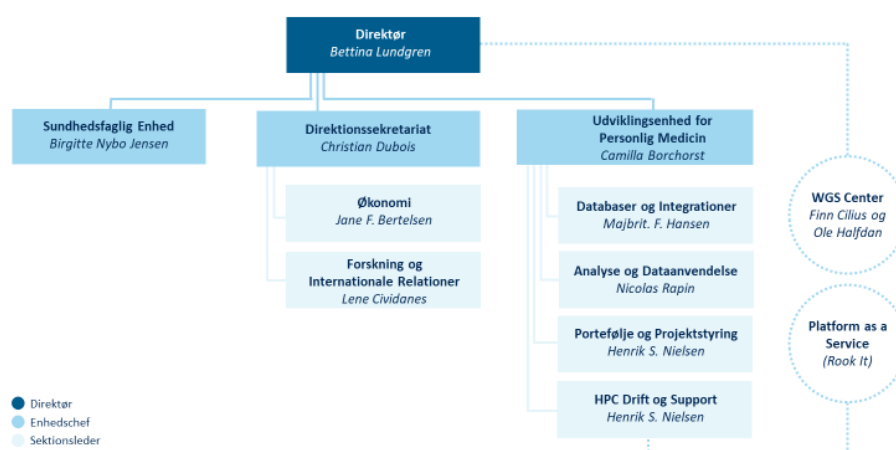 Direktør
Bettina Lundgren
Sundhedsfaglig Enhed
Birgitte Nybo Jensen
Direktionssekretariat
Christian Dubois
Udviklingsenhed for
Personlig Medicin
Camilla Borchorst
Økonomi
Jane F. Bertelsen
Forskning og
Internationale Relationer
Lene Cividanes
Databaser og Integrationer
Majbrit. F. Hansen
Analyse og Dataanvendelse
Nicolas Rapin
Portefølje og Projektstyring
Henrik S. Nielsen
HPC Drift og Support
Henrik S. Nielsen
WGS Center
Finn Cilius og
Ole Halfdan
Platform as a
Service
(Rook It)
Direktør
Enhedschef
Sektionsleder